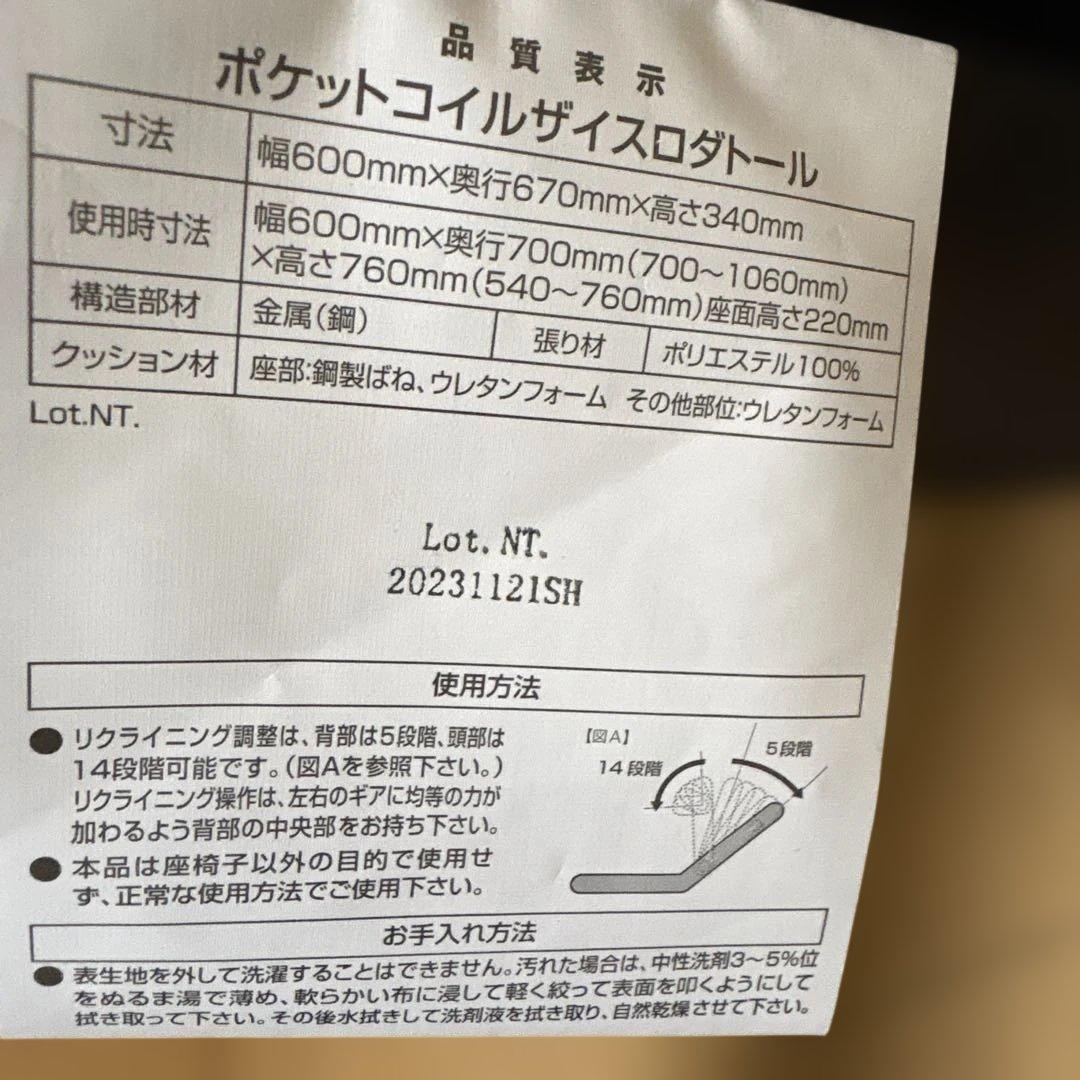 品質表示
ポケットコイルザイスロダトール
寸法 幅600mm×奥行670mm×高さ340mm
使用時寸法 幅600mm×奥行700mm(700〜1060mm)
×高さ760mm(540〜760mm)座面高さ220mm
構造部材 金属(鋼) 張り材 ポリエステル100%
クッション材 座部:鋼製ばね、ウレタンフォーム その他部位:ウレタンフォーム
Lot.NT.
Lot.NT.
20231121SH
使用方法
●リクライニング調整は、背部は5段階、頭部は
14段階可能です。(図Aを参照下さい。)
リクライニング操作は、左右のギアに均等の力が
加わるよう背部の中央部をお持ち下さい。
●本品は座椅子以外の目的で使用せ
ず、正常な使用方法でご使用下さい。
【図A】
14段階
5段階
お手入れ方法
●表生地を外して洗濯することはできません。汚れた場合は、中性洗剤3〜5%位
をぬるま湯で薄め、軟らかい布に浸して軽く絞って表面を叩くようにして
拭き取って下さい。その後水拭きして洗剤液を拭き取り、自然乾燥させて下さい。